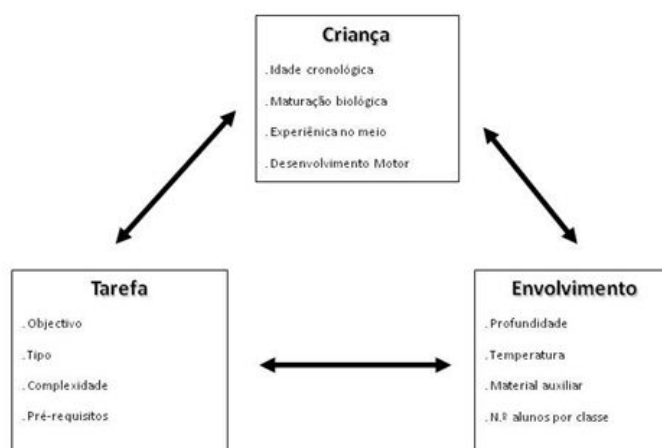 Criança
.Idade cronológica
.Maturação biológica
.Experiênica no meio
.Desenvolvimento Motor
Tarefa
.Objectivo
.Tipo
.Complexidade
.Pré-requisitos
Envolvimento
.Profundidade
.Temperatura
.Material auxiliar
.N.º alunos por classe